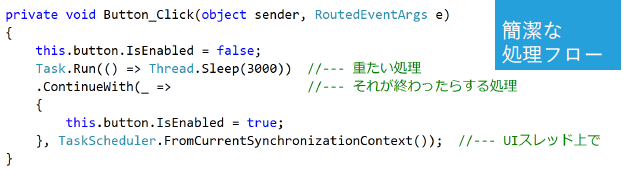 private void Button_Click(object sender, RoutedEventArgs e)
{
    this.button.IsEnabled = false;
    Task.Run(() => Thread.Sleep(3000))  //--- 重たい処理
    .ContinueWith(_ =>                  //--- それが終わったらする処理
    {
        this.button.IsEnabled = true;
    }, TaskScheduler.FromCurrentSynchronizationContext());  //--- UIスレッド上で
}
簡潔な
処理フロー